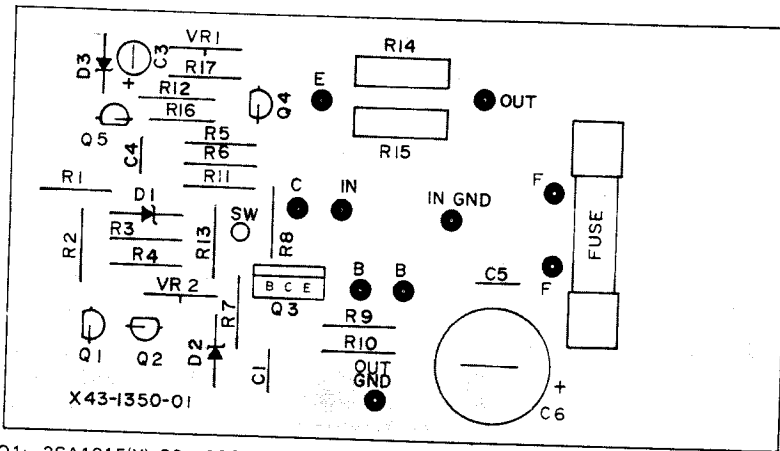 VR1
R14
D3
C3
+
R17
R12
E
Q4
OUT
R16
Q5
R5
R15
C4
R6
R1
R11
F
D1
C
IN
IN GND
SW
R2
R3
R13
R8
FUSE
R4
B
B
VR2
B C E
C5
F
R7
Q3
R9
Q1
Q2
D2
R10
C1
OUT
GND
X43-1350-01
+
C6